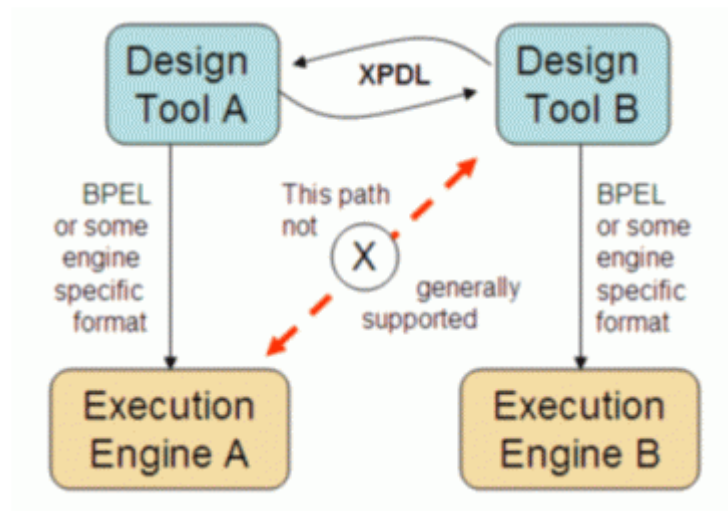 Design
Tool A
XPDL
Design
Tool B
BPEL
or some
engine
specific
format
This path
not
X
generally
supported
BPEL
or some
engine
specific
format
Execution
Engine A
Execution
Engine B